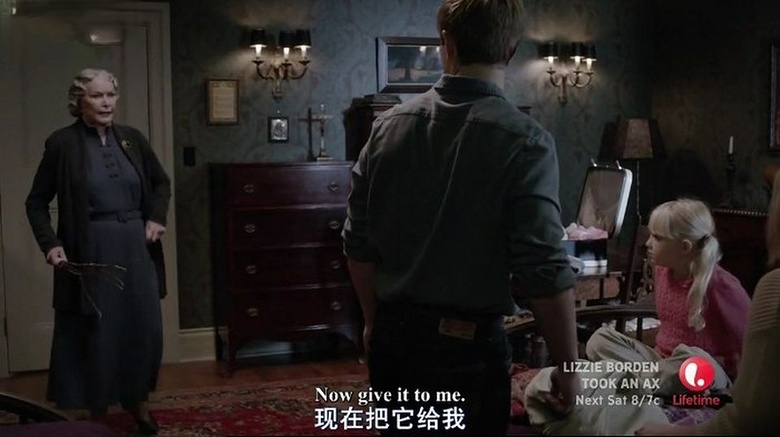 LIZZIE BORDEN
TOOK AN AX
Next Sat 8/7c
Lifetime
Now give it to me.
现在把它给我